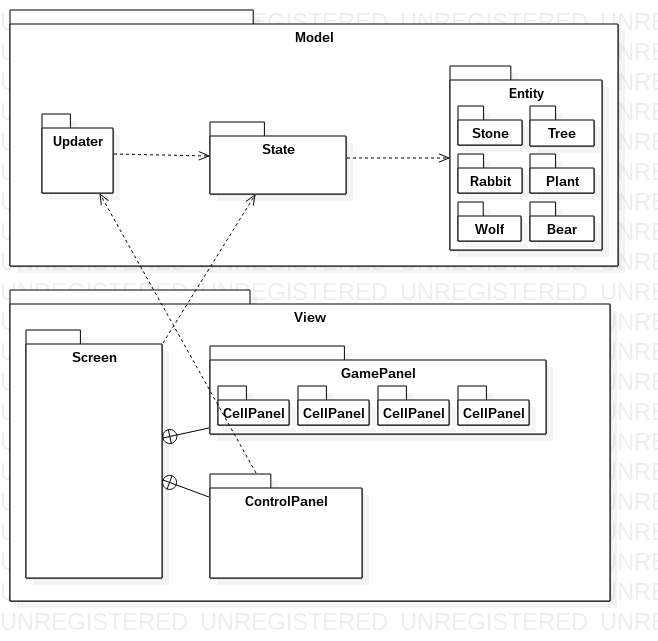 Model
Updater
State
Entity
Stone
Tree
Rabbit
Plant
Wolf
Bear
View
Screen
GamePanel
CellPanel
CellPanel
CellPanel
CellPanel
ControlPanel
UNREGISTERED UNREGISTERED UNREGISTERED